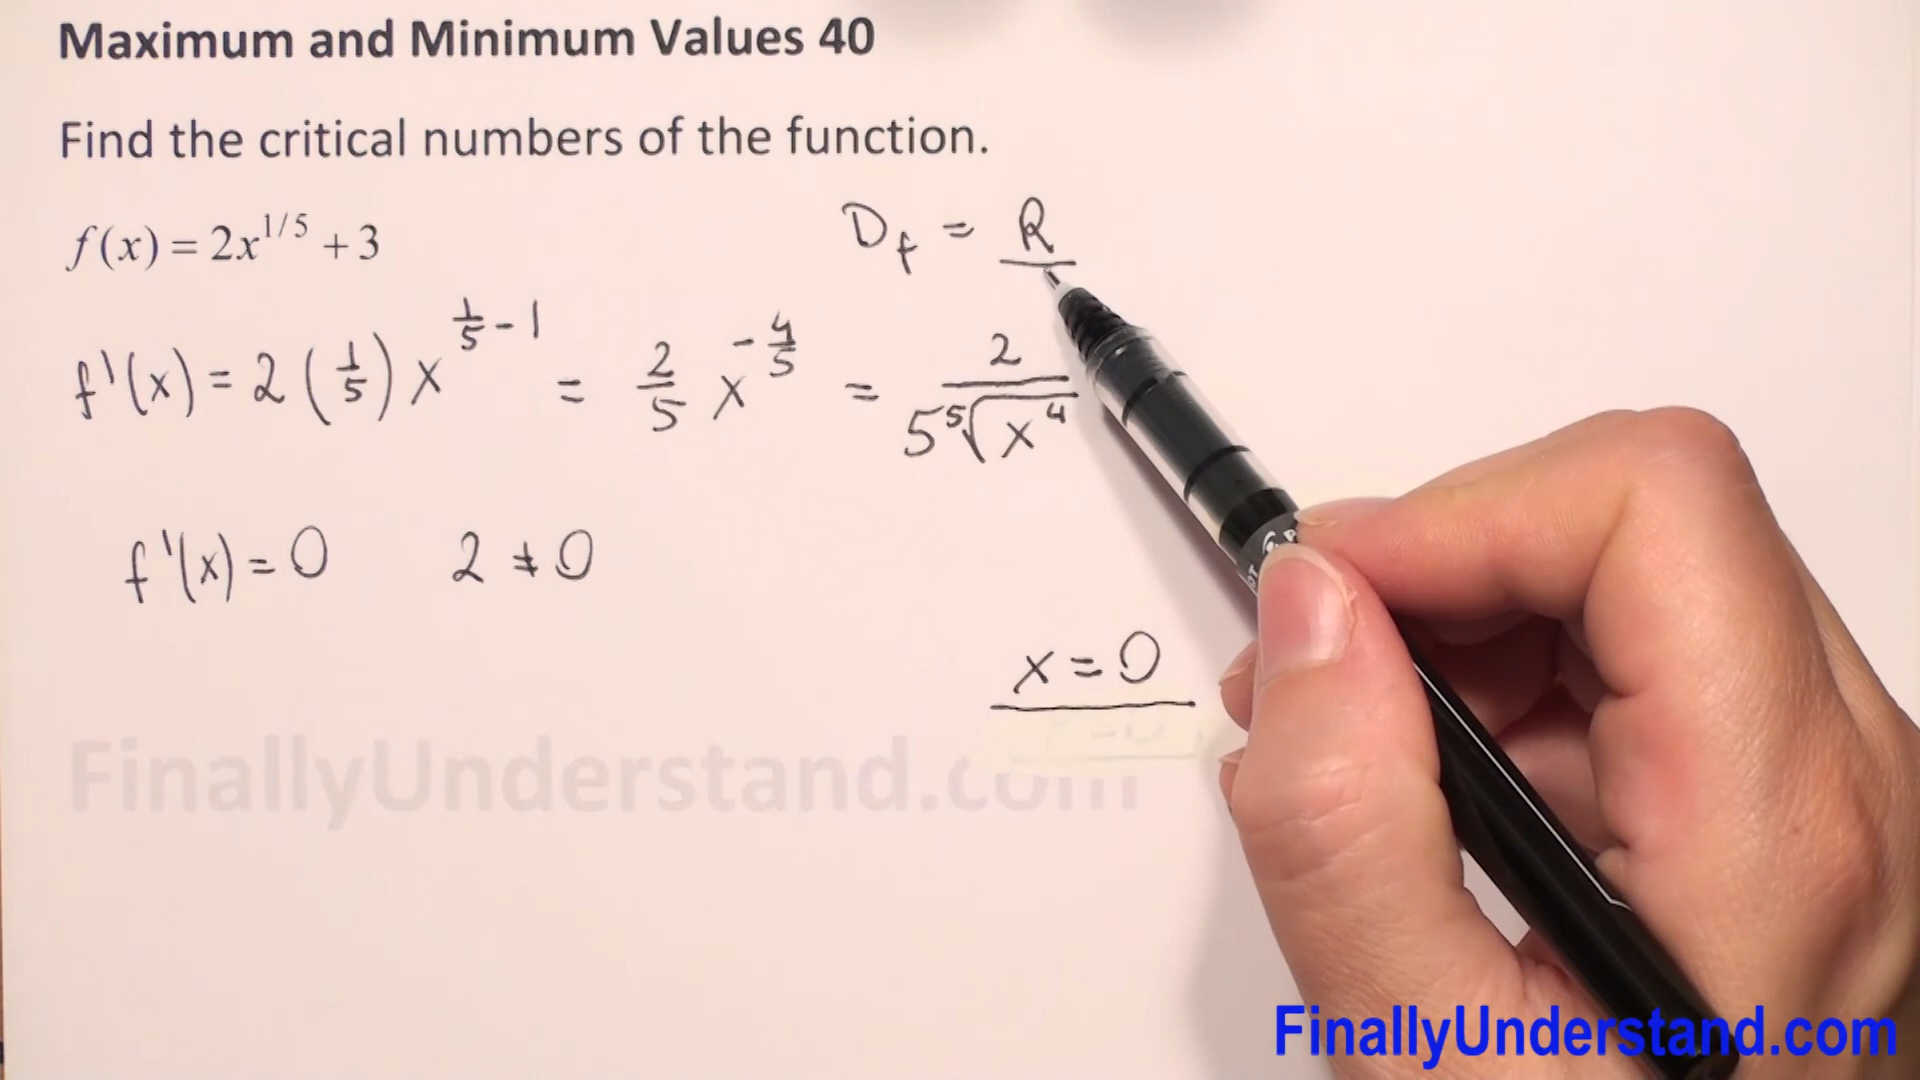 Maximum and Minimum Values 40
Find the critical numbers of the function.
f(x) = 2x^{1/5} + 3
D_f = R
f'(x) = 2 (1/5) x^{1/5 - 1} = 2/5 x^{-4/5} = 2 / 5 ⁵√x⁴
f'(x) = 0 2 ≠ 0
x = 0
FinallyUnderstand.com
FinallyUnderstand.com